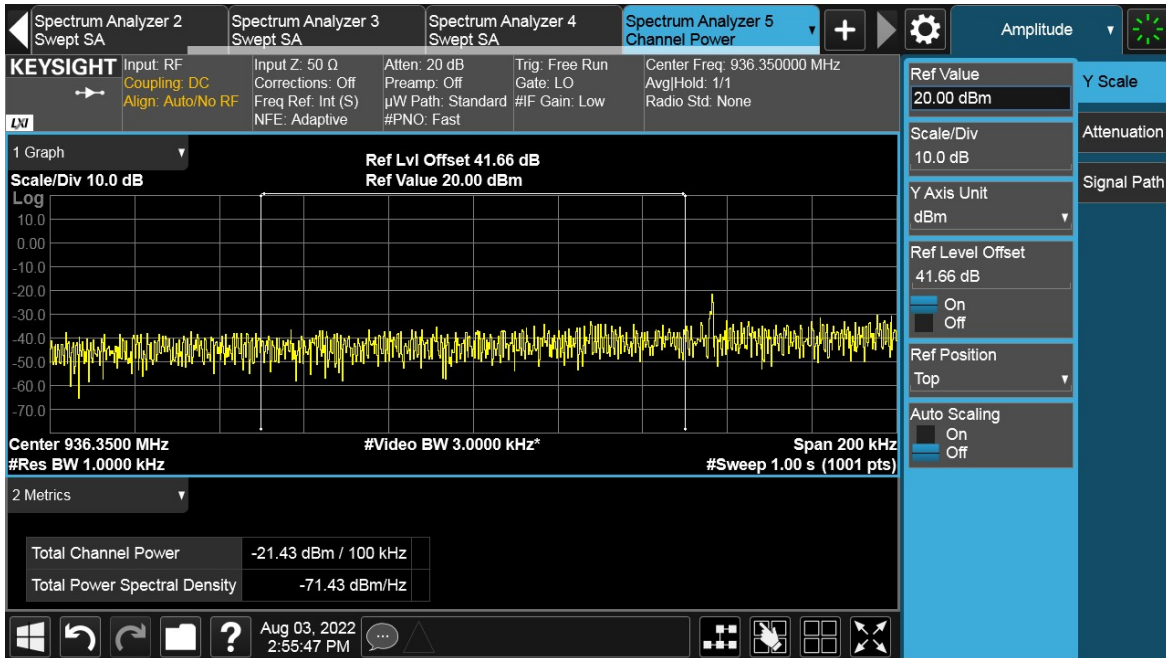 Spectrum Analyzer 2
Swept SA
Spectrum Analyzer 3
Swept SA
Spectrum Analyzer 4
Swept SA
Spectrum Analyzer 5
Channel Power
Amplitude
KEYSIGHT
LXI
Input: RF
Coupling: DC
Align: Auto/No RF
Input Z: 50 Ω
Corrections: Off
Freq Ref: Int (S)
NFE: Adaptive
Atten: 20 dB
Preamp: Off
µW Path: Standard
#PNO: Fast
Trig: Free Run
Gate: LO
#IF Gain: Low
Center Freq: 936.350000 MHz
Avg|Hold: 1/1
Radio Std: None
1 Graph
Scale/Div 10.0 dB
Ref Lvl Offset 41.66 dB
Ref Value 20.00 dBm
Log
10.0
0.00
-10.0
-20.0
-30.0
-40.0
-50.0
-60.0
-70.0
Center 936.3500 MHz
#Res BW 1.0000 kHz
#Video BW 3.0000 kHz*
Span 200 kHz
#Sweep 1.00 s (1001 pts)
2 Metrics
Total Channel Power -21.43 dBm / 100 kHz
Total Power Spectral Density -71.43 dBm/Hz
?
Aug 03, 2022
2:55:47 PM
Ref Value
20.00 dBm
Scale/Div
10.0 dB
Y Axis Unit
dBm
Ref Level Offset
41.66 dB
On
Off
Ref Position
Top
Auto Scaling
On
Off
Y Scale
Attenuation
Signal Path